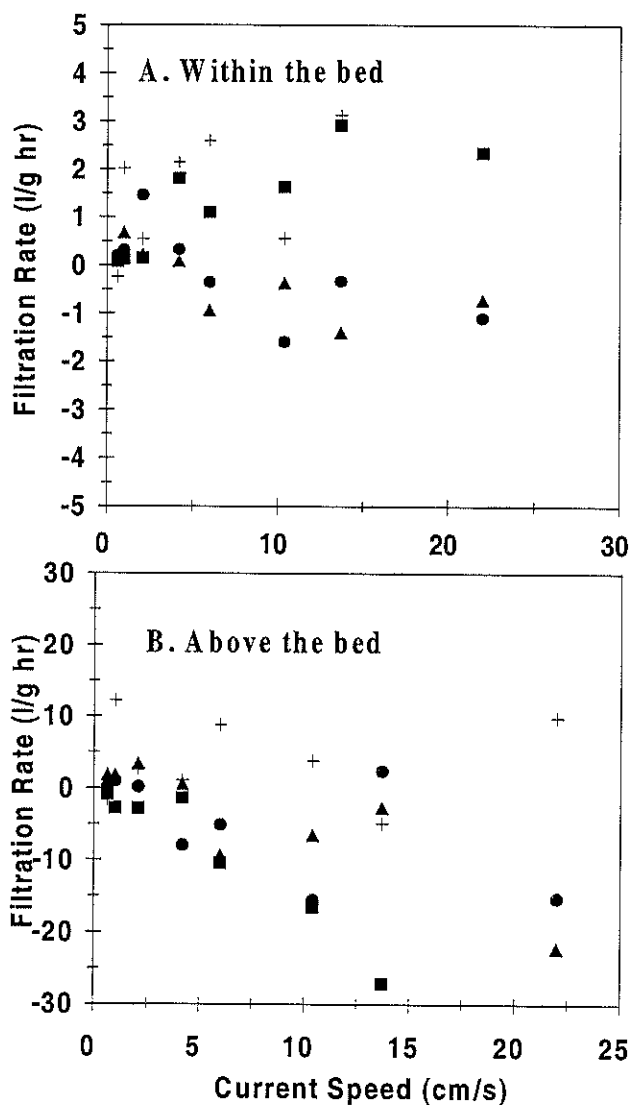 5
A. Within the bed
4
3
2
1
0
-1
-2
-3
-4
-5
Filtration Rate (l/g hr)
0 10 20 30
30
B. Above the bed
20
10
0
-10
-20
-30
Filtration Rate (l/g hr)
0 5 10 15 20 25
Current Speed (cm/s)